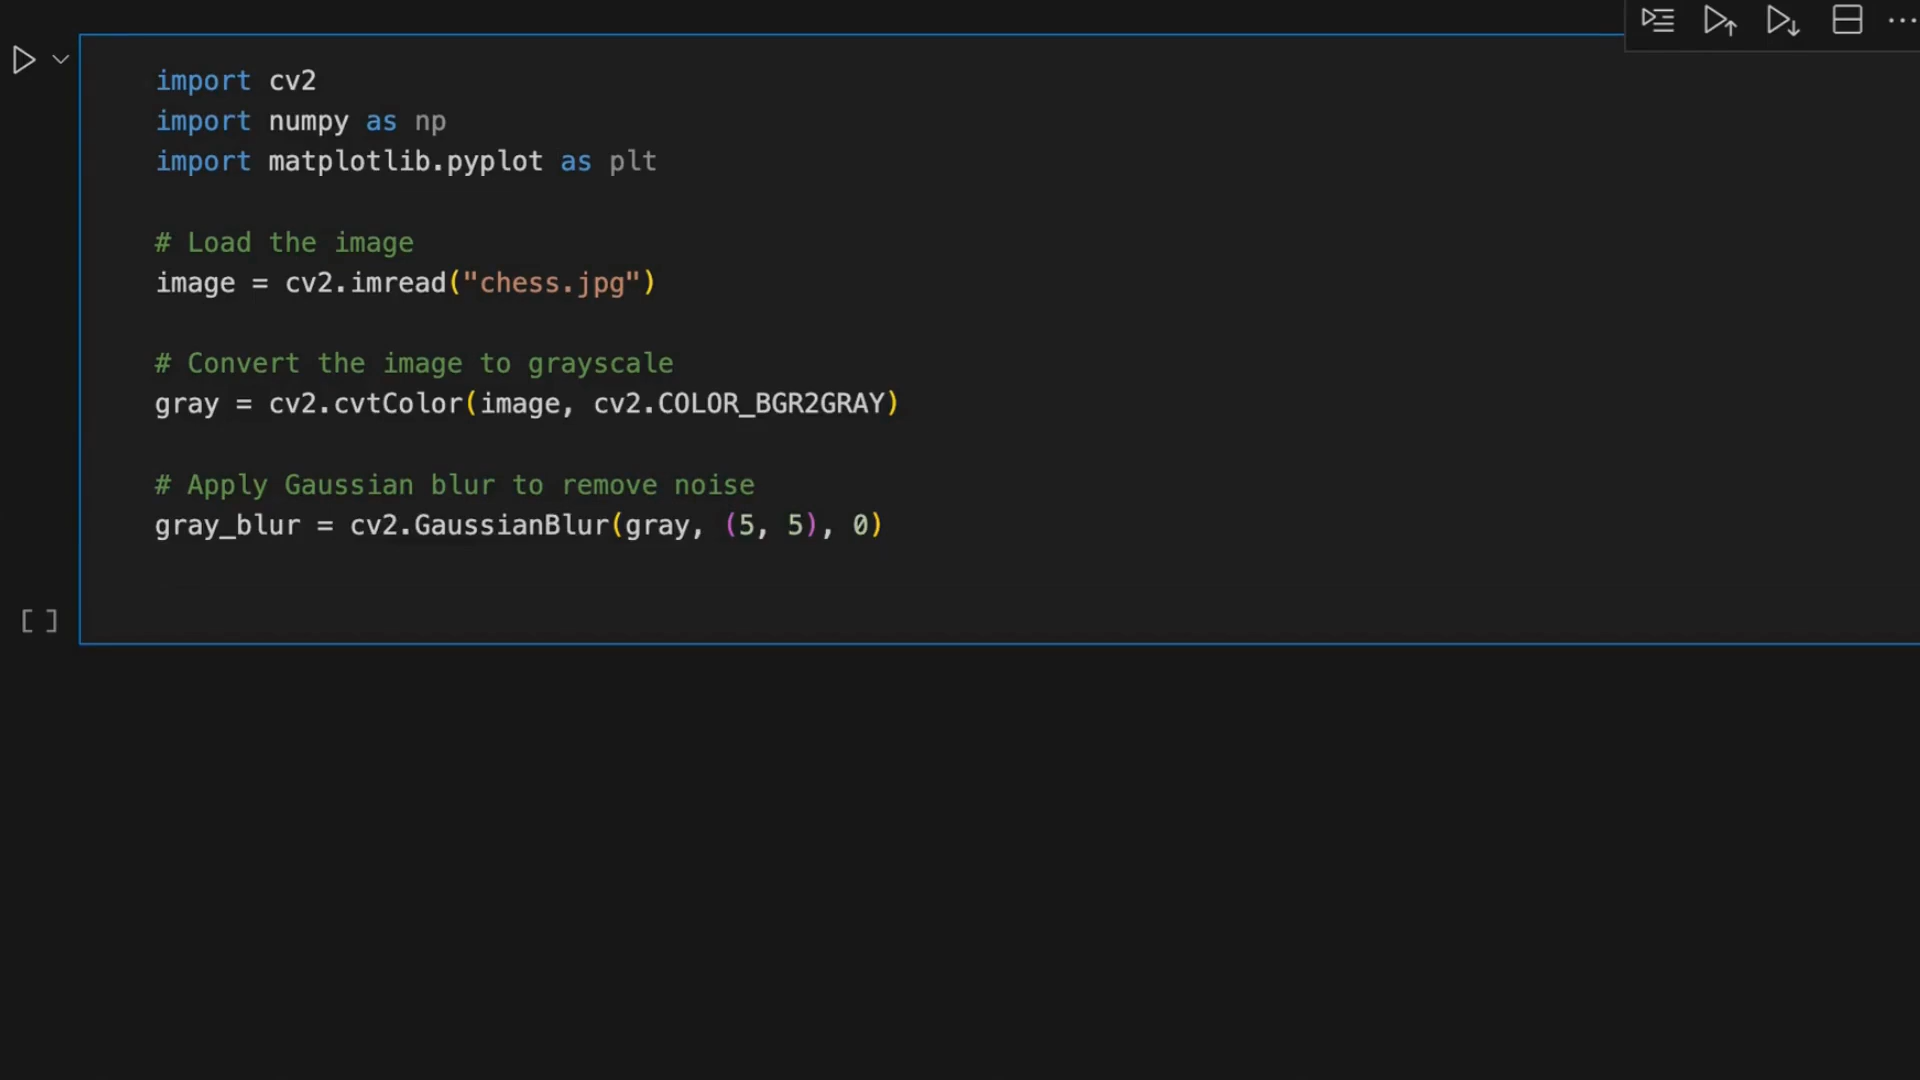 import cv2
import numpy as np
import matplotlib.pyplot as plt
# Load the image
image = cv2.imread("chess.jpg")
# Convert the image to grayscale
gray = cv2.cvtColor(image, cv2.COLOR_BGR2GRAY)
# Apply Gaussian blur to remove noise
gray_blur = cv2.GaussianBlur(gray, (5, 5), 0)
[ ]